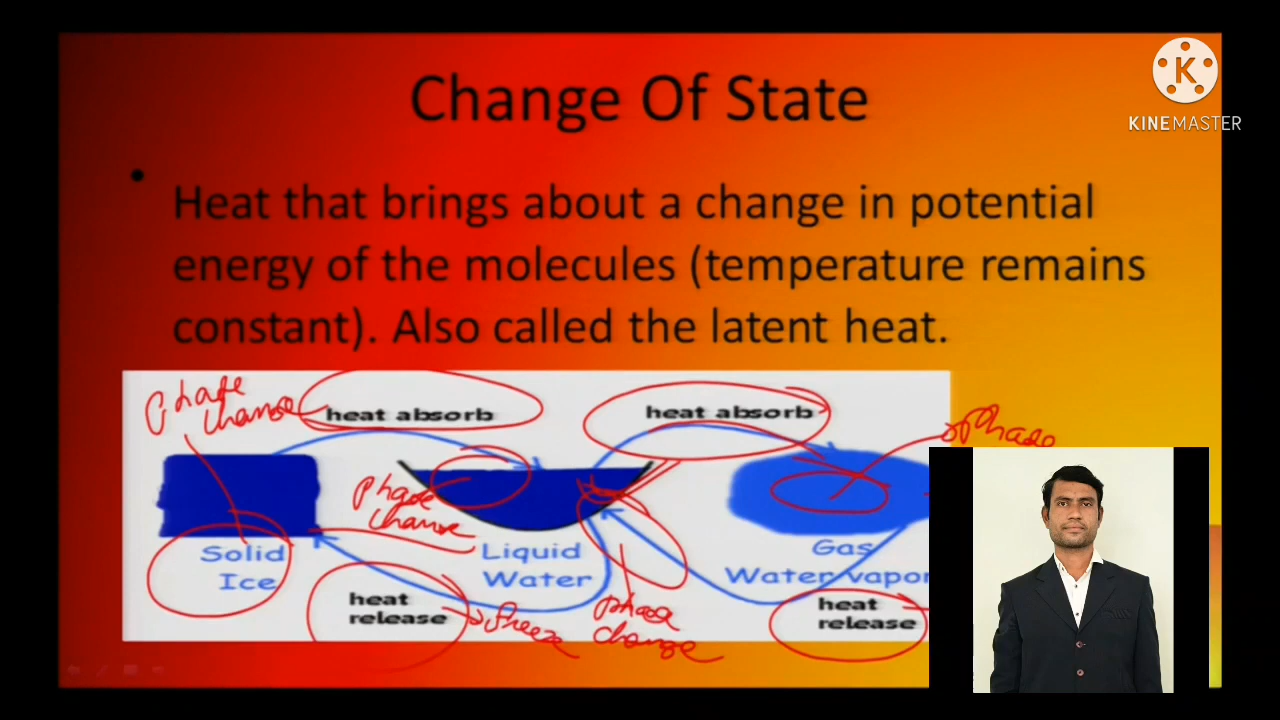 Change Of State
K
KINEMASTER
• Heat that brings about a change in potential
energy of the molecules (temperature remains
constant). Also called the latent heat.
phase
change
heat absorb
heat absorb
phase
phase
change
Solid
Ice
Liquid
Water
Gas
Water vapor
heat
release
freeze
phase
change
heat
release